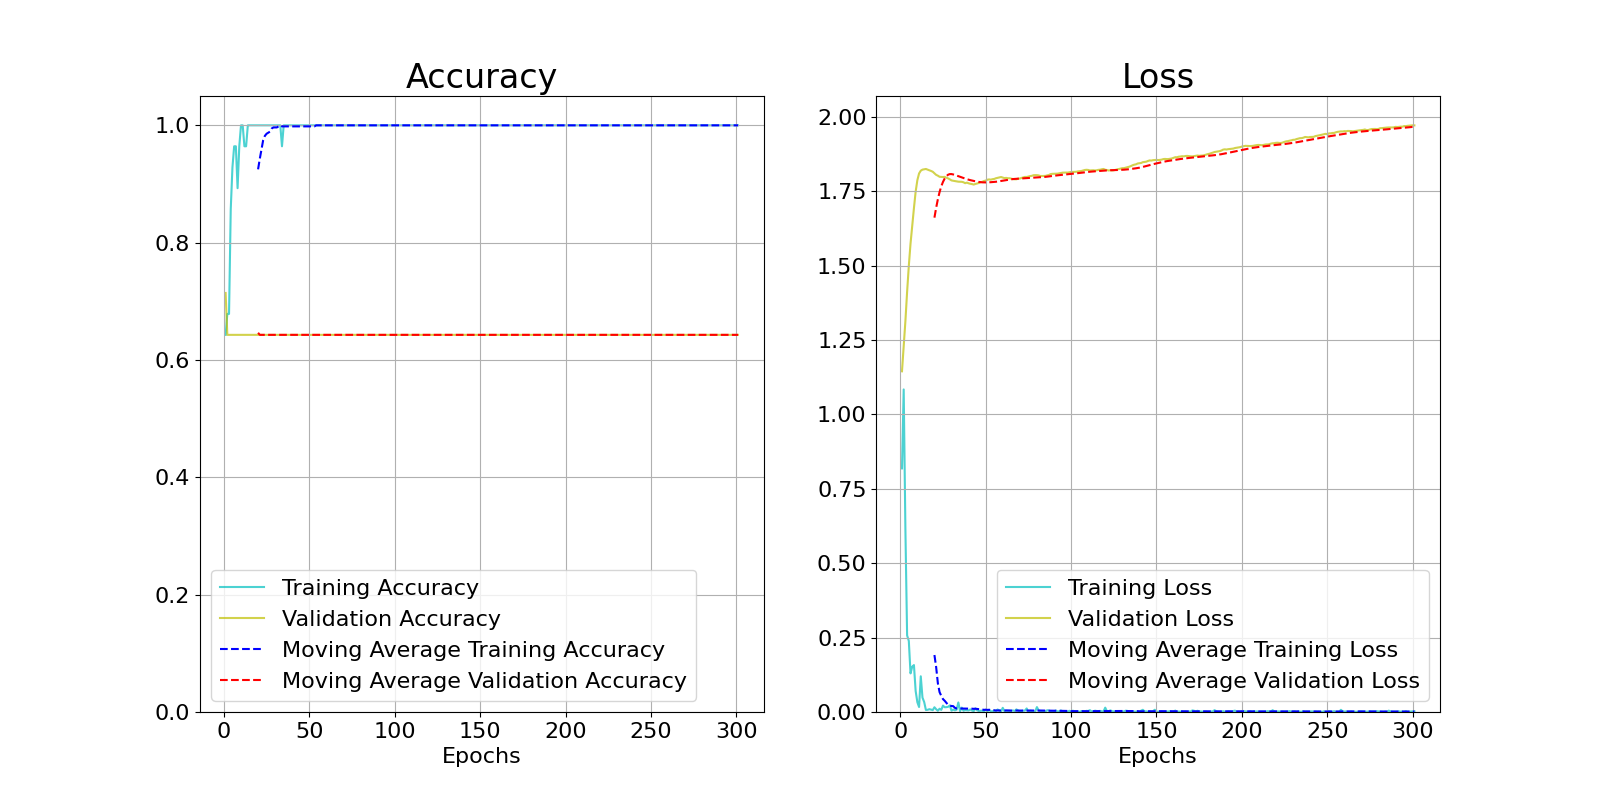 Accuracy
1.0
0.8
0.6
0.4
0.2
0.0
Training Accuracy
Validation Accuracy
Moving Average Training Accuracy
Moving Average Validation Accuracy
0 50 100 150 200 250 300
Epochs
Loss
2.00
1.75
1.50
1.25
1.00
0.75
0.50
0.25
0.00
Training Loss
Validation Loss
Moving Average Training Loss
Moving Average Validation Loss
0 50 100 150 200 250 300
Epochs